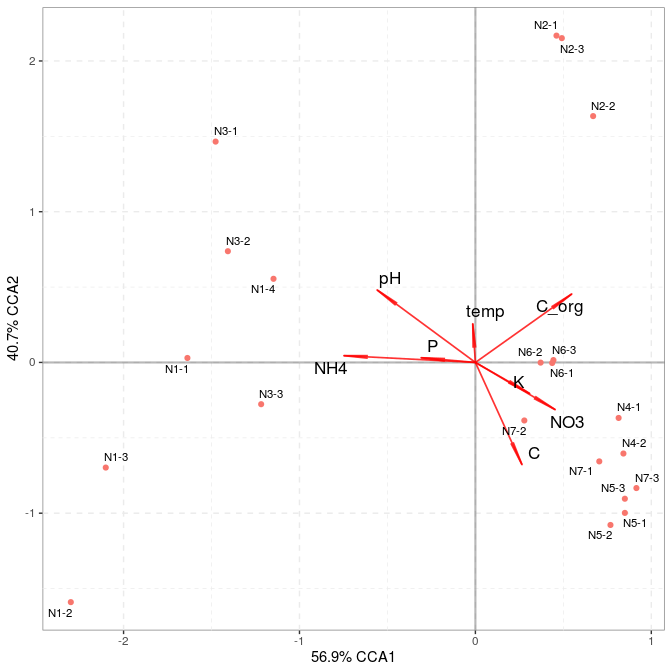 N2-1
N2-3
2
N2-2
N3-1
1
N3-2
N1-4
pH
temp
C_org
P
N6-2
N6-3
0
N1-1
NH4
N6-1
K
N3-3
N4-1
NO3
N7-2
N4-2
C
N1-3
N7-1
N7-3
N5-3
-1
N5-1
N5-2
N1-2
-2
-1
0
1
56.9% CCA1
40.7% CCA2